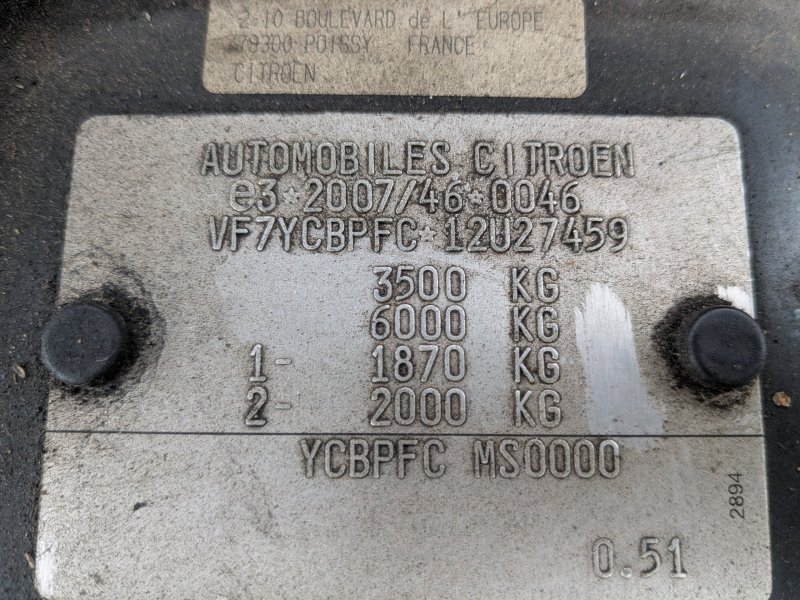 2-10 BOULEVARD de L'EUROPE
78300 POISSY FRANCE
CITROEN
AUTOMOBILES CITROEN
e3*2007/46*0046
VF7YCBPFC*12U27459
3500 KG
6000 KG
1- 1870 KG
2- 2000 KG
YCBPFC MS0000
2894
0.51